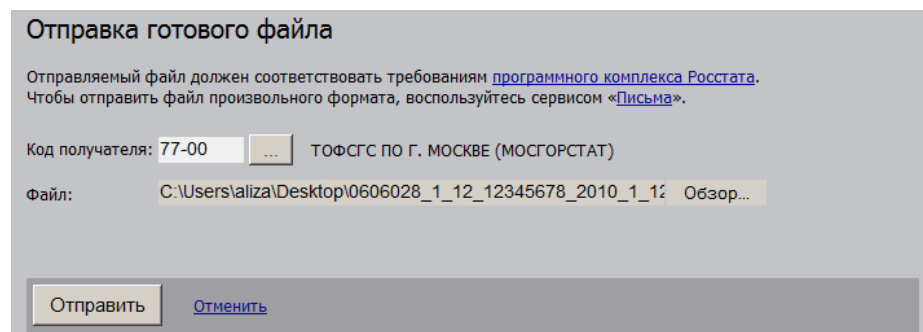 Отправка готового файла
Отправляемый файл должен соответствовать требованиям программного комплекса Росстата.
Чтобы отправить файл произвольного формата, воспользуйтесь сервисом «Письма».
Код получателя: 77-00 ... ТОФСГС ПО Г. МОСКВЕ (МОСГОРСТАТ)
Файл: C:\Users\aliza\Desktop\0606028_1_12_12345678_2010_1_12 Обзор...
Отправить Отменить